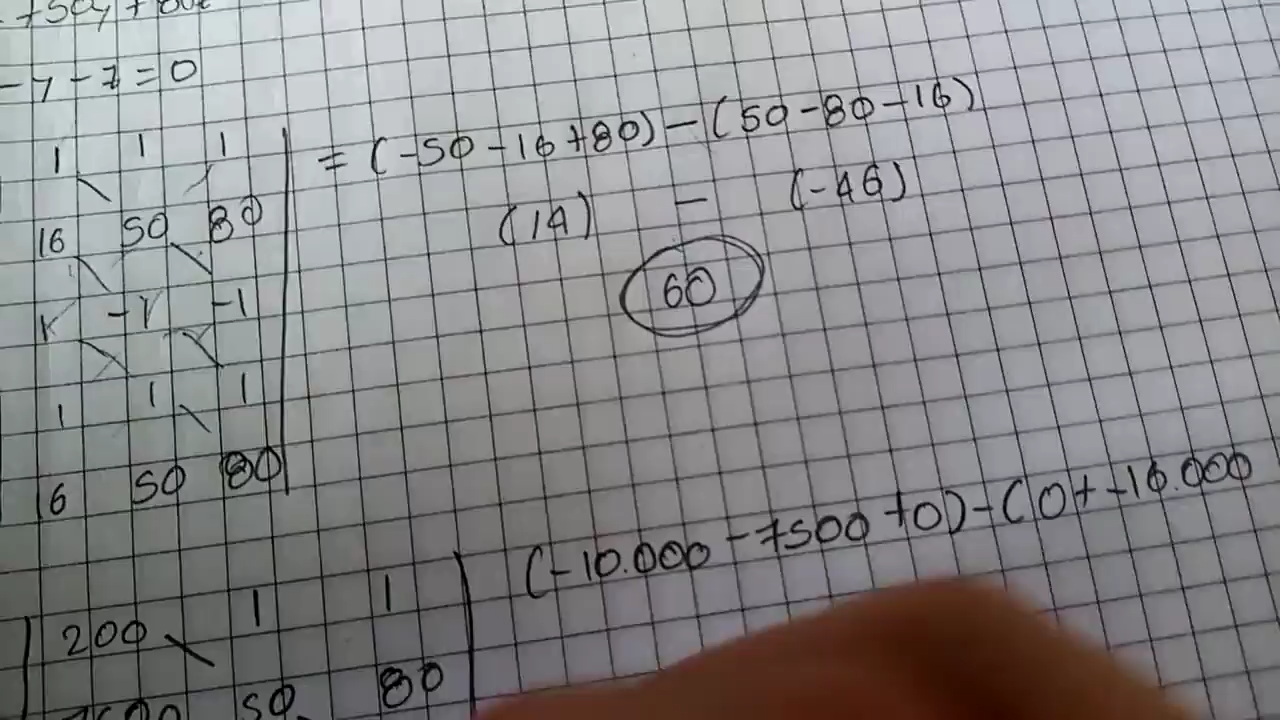 - y - z = 0
1 1 1 = (-50 - 16 + 80) - (50 - 80 - 16)
16 50 80 (14) - (-46)
1 -1 -1 60
1 1 1
16 50 80
(-10.000 - 7500 + 0) - (0 + -16.000
200 1 1
50 80